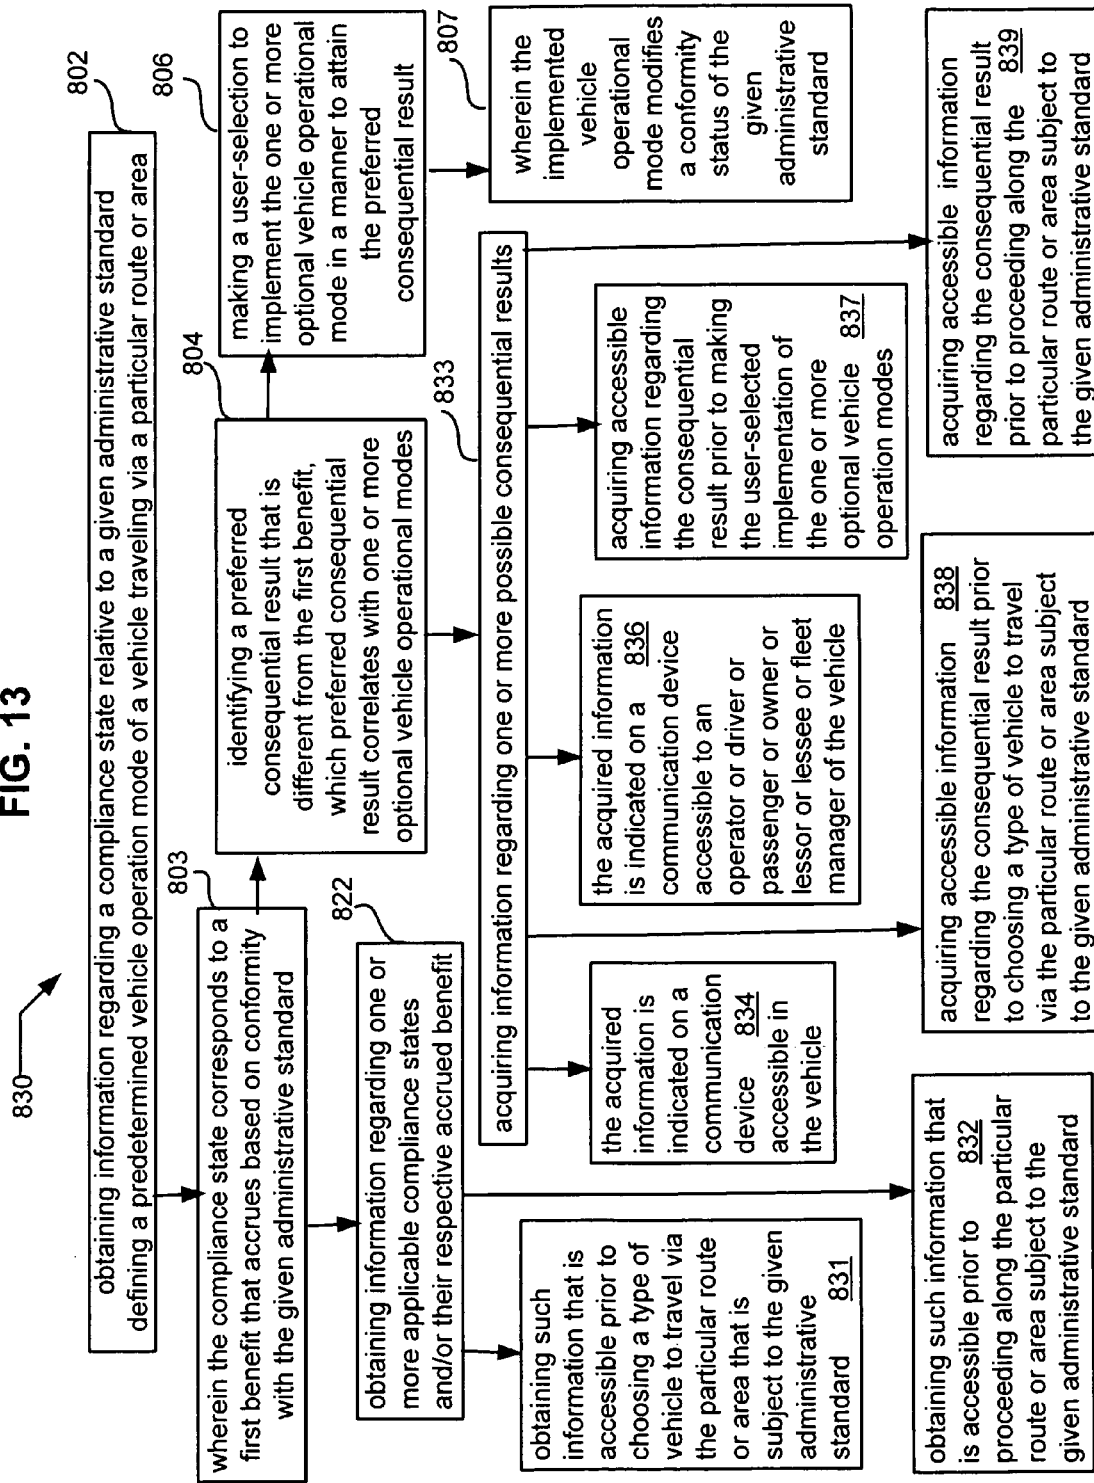 FIG. 13
830
802
obtaining information regarding a compliance state relative to a given administrative standard
defining a predetermined vehicle operation mode of a vehicle traveling via a particular route or area
803
wherein the compliance state corresponds to a
first benefit that accrues based on conformity
with the given administrative standard
804
identifying a preferred
consequential result that is
different from the first benefit,
which preferred consequential
result correlates with one or more
optional vehicle operational modes
806
making a user-selection to
implement the one or more
optional vehicle operational
mode in a manner to attain
the preferred
consequential result
807
wherein the
implemented
vehicle
operational
mode modifies
a conformity
status of the
given
administrative
standard
822
obtaining information regarding one or
more applicable compliance states
and/or their respective accrued benefit
833
acquiring information regarding one or more possible consequential results
obtaining such
information that is
accessible prior to
choosing a type of
vehicle to travel via
the particular route
or area that is
subject to the given
administrative
standard 831
the acquired
information is
indicated on a
communication
device 834
accessible in
the vehicle
the acquired information
is indicated on a 836
communication device
accessible to an
operator or driver or
passenger or owner or
lessor or lessee or fleet
manager of the vehicle
acquiring accessible
information regarding
the consequential
result prior to making
the user-selected
implementation of
the one or more
optional vehicle 837
operation modes
obtaining such information that
is accessible prior to 832
proceeding along the particular
route or area subject to the
given administrative standard
acquiring accessible 838
information
regarding the consequential result prior
to choosing a type of vehicle to travel
via the particular route or area subject
to the given administrative standard
acquiring accessible information
regarding the consequential result
prior to proceeding along the 839
particular route or area subject to
the given administrative standard